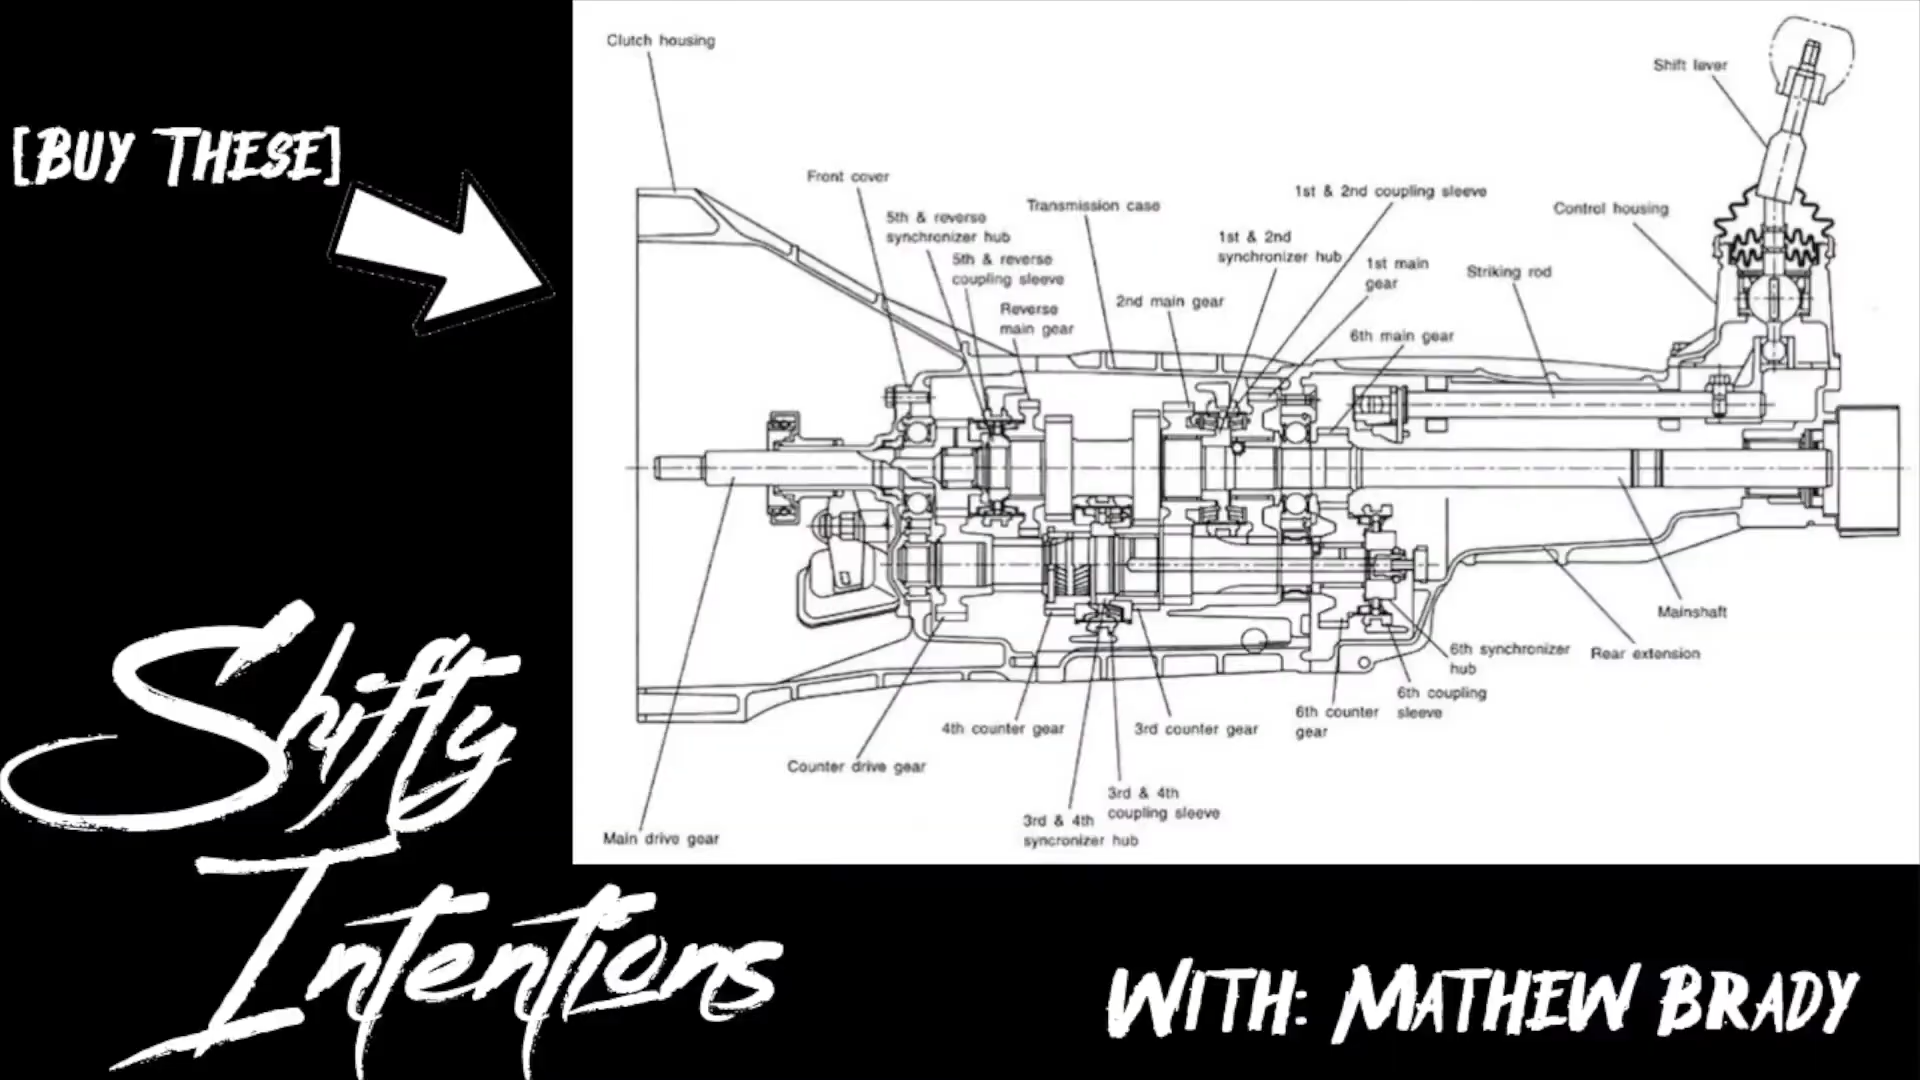 Clutch housing
Shift lever
[BUY THESE]
Front cover
1st & 2nd coupling sleeve
Transmission case
Control housing
5th & reverse
synchronizer hub
1st & 2nd
synchronizer hub
5th & reverse
coupling sleeve
1st main
gear
Striking rod
2nd main gear
Reverse
main gear
6th main gear
Mainshaft
6th synchronizer
hub
Rear extension
6th coupling
sleeve
6th counter
gear
4th counter gear
3rd counter gear
Counter drive gear
3rd & 4th
coupling sleeve
3rd & 4th
syncronizer hub
Main drive gear
Shifty
Intentions
WITH: MATHEW BRADY